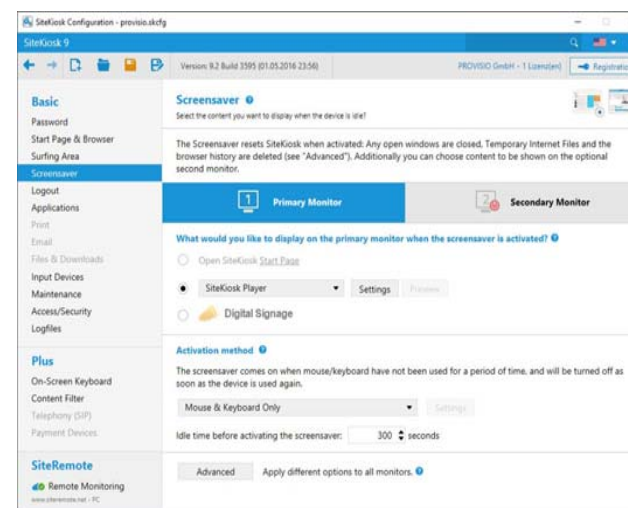 SiteKiosk Configuration - provisio.skcfg
SiteKiosk 9
Version: 9.2 Build 3595 (01.05.2016 23:56)
PROVISIO GmbH - 1 Lizenz(en)
Registratio
Basic
Password
Start Page & Browser
Surfing Area
Screensaver
Logout
Applications
Print
Email
Files & Downloads
Input Devices
Maintenance
Access/Security
Logfiles
Plus
On-Screen Keyboard
Content Filter
Telephony (SIP)
Payment Devices
SiteRemote
Remote Monitoring
www.siteremote.net - PC
Screensaver
Select the content you want to display when the device is idle?
The Screensaver resets SiteKiosk when activated: Any open windows are closed, Temporary Internet Files and the
browser history are deleted (see "Advanced"). Additionally you can choose content to be shown on the optional
second monitor.
1 Primary Monitor
2 Secondary Monitor
What would you like to display on the primary monitor when the screensaver is activated?
Open SiteKiosk Start Page
SiteKiosk Player Settings Preview
Digital Signage
Activation method
The screensaver comes on when mouse/keyboard have not been used for a period of time, and will be turned off as
soon as the device is used again.
Mouse & Keyboard Only Settings
Idle time before activating the screensaver: 300 seconds
Advanced Apply different options to all monitors.